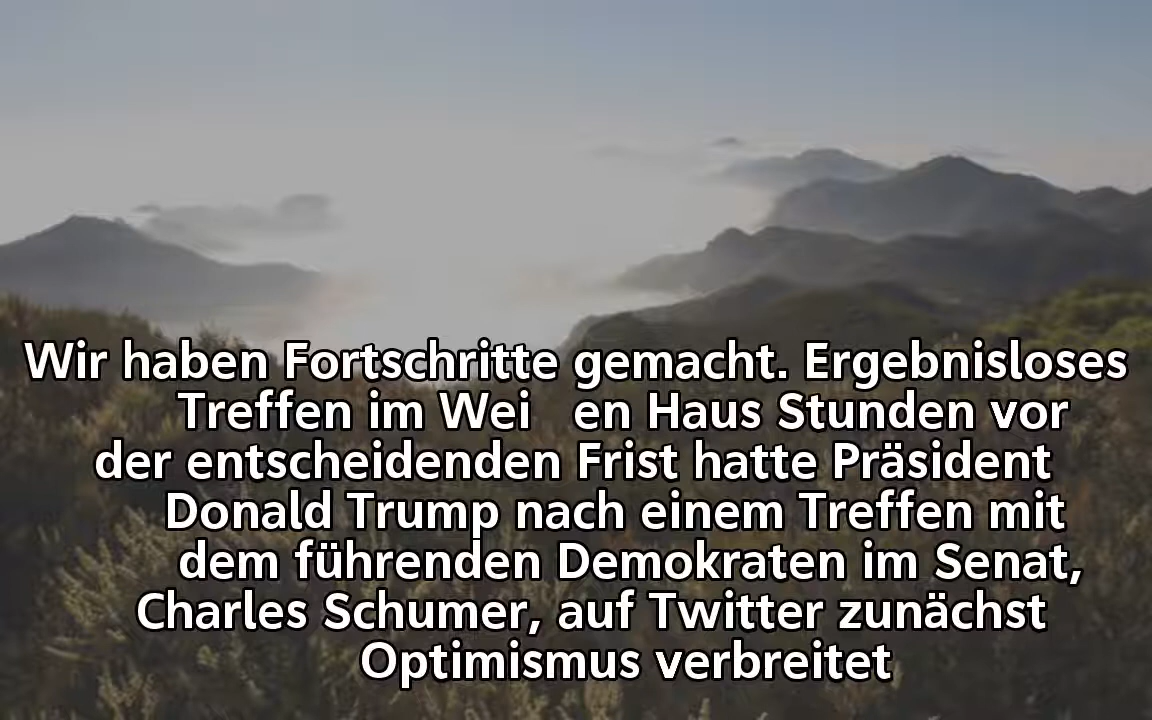 Wir haben Fortschritte gemacht. Ergebnisloses
Treffen im Wei en Haus Stunden vor
der entscheidenden Frist hatte Präsident
Donald Trump nach einem Treffen mit
dem führenden Demokraten im Senat,
Charles Schumer, auf Twitter zunächst
Optimismus verbreitet